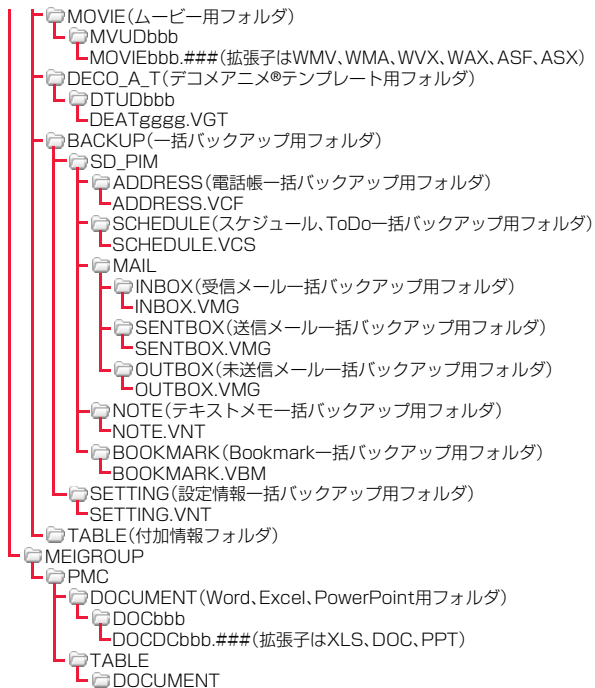 MOVIE（ムービー用フォルダ）
MVUDbbb
MOVIEbbb.###（拡張子はWMV、WMA、WVX、WAX、ASF、ASX）
DECO_A_T（デコメアニメ®テンプレート用フォルダ）
DTUDbbb
DEATgggg.VGT
BACKUP（一括バックアップ用フォルダ）
SD_PIM
ADDRESS（電話帳一括バックアップ用フォルダ）
ADDRESS.VCF
SCHEDULE（スケジュール、ToDo一括バックアップ用フォルダ）
SCHEDULE.VCS
MAIL
INBOX（受信メール一括バックアップ用フォルダ）
INBOX.VMG
SENTBOX（送信メール一括バックアップ用フォルダ）
SENTBOX.VMG
OUTBOX（未送信メール一括バックアップ用フォルダ）
OUTBOX.VMG
NOTE（テキストメモ一括バックアップ用フォルダ）
NOTE.VNT
BOOKMARK（Bookmark一括バックアップ用フォルダ）
BOOKMARK.VBM
SETTING（設定情報一括バックアップ用フォルダ）
SETTING.VNT
TABLE（付加情報フォルダ）
MEIGROUP
PMC
DOCUMENT（Word、Excel、PowerPoint用フォルダ）
DOCbbb
DOCDCbbb.###（拡張子はXLS、DOC、PPT）
TABLE
DOCUMENT